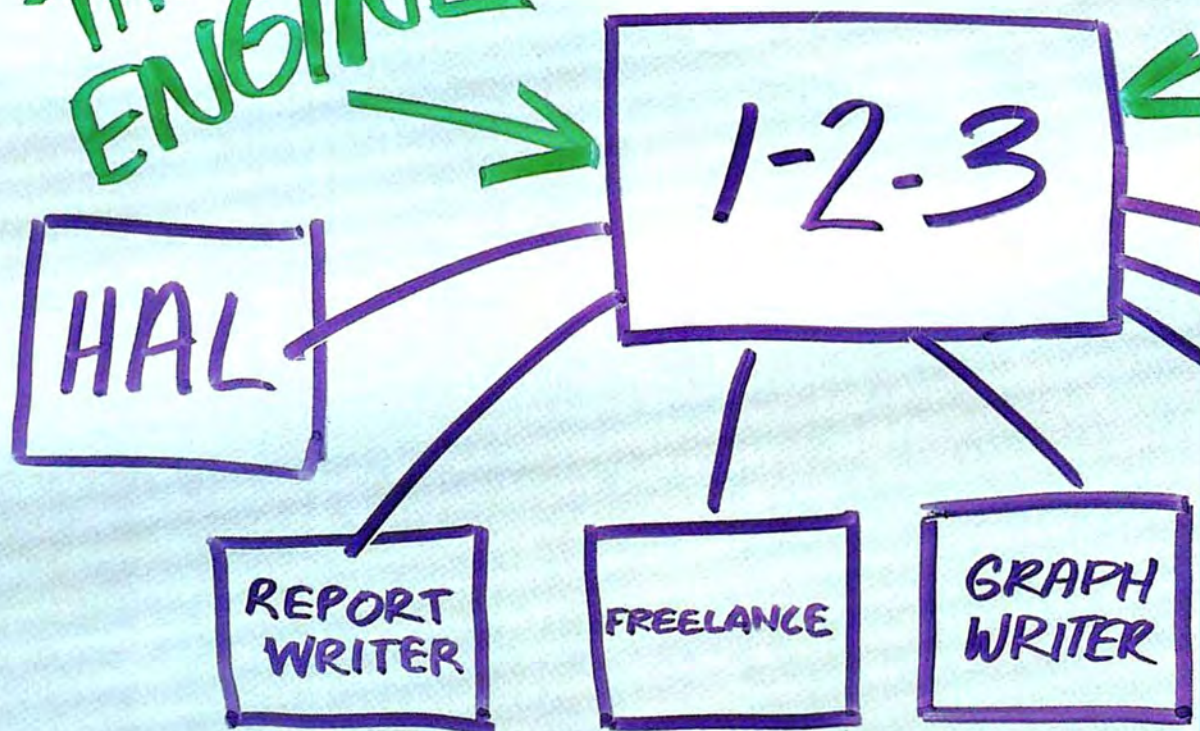 ENGINE
1-2-3
HAL
REPORT
WRITER
FREELANCE
GRAPH
WRITER